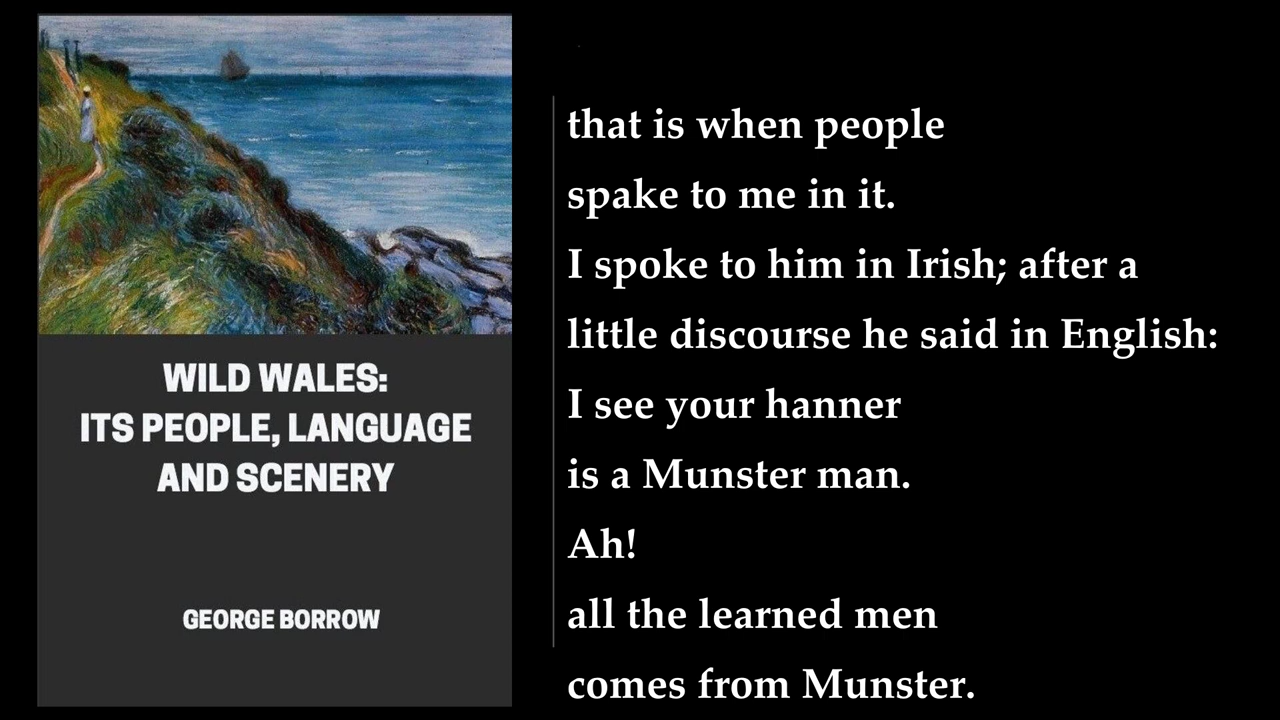 WILD WALES:
ITS PEOPLE, LANGUAGE
AND SCENERY
GEORGE BORROW
that is when people
spake to me in it.
I spoke to him in Irish; after a
little discourse he said in English:
I see your hanner
is a Munster man.
Ah!
all the learned men
comes from Munster.